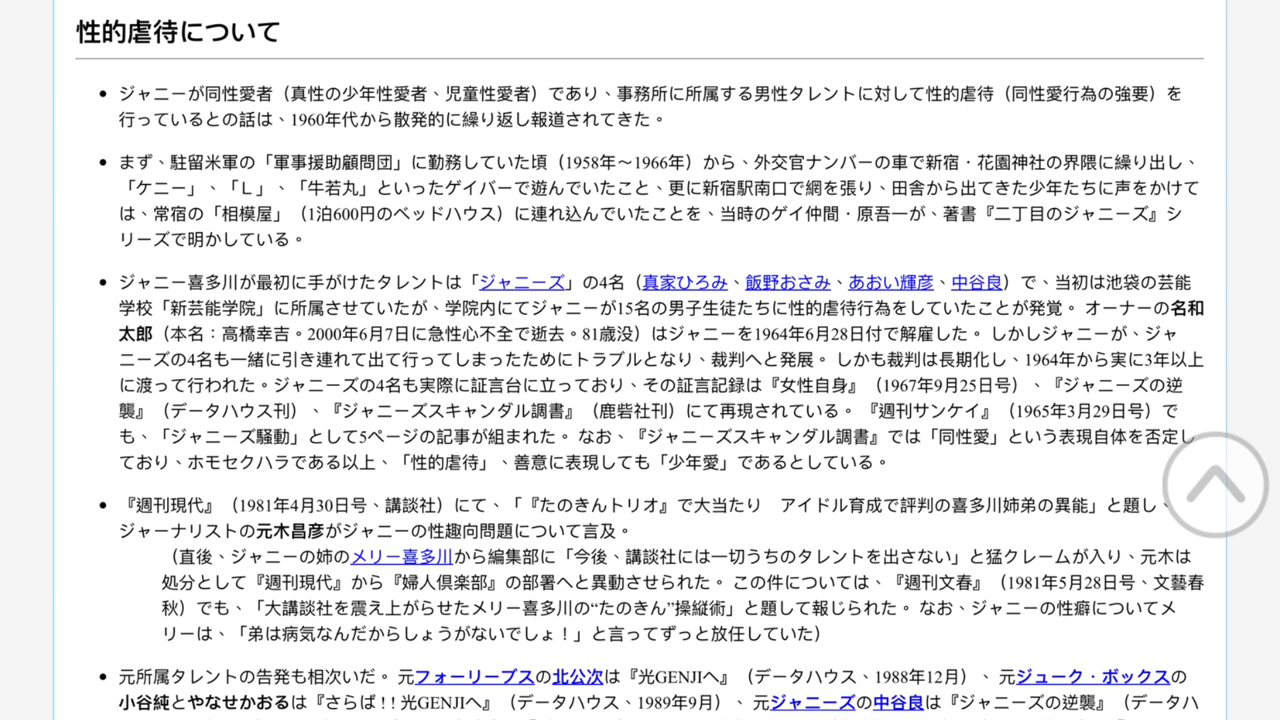 性的虐待について
ジャニーが同性愛者（真性の少年性愛者、児童性愛者）であり、事務所に所属する男性タレントに対して性的虐待（同性愛行為の強要）を
行っているとの話は、1960年代から散発的に繰り返し報道されてきた。
まず、駐留米軍の「軍事援助顧問団」に勤務していた頃（1958年～1966年）から、外交官ナンバーの車で新宿・花園神社の界隈に繰り出し、
「ケニー」、「Ｌ」、「牛若丸」といったゲイバーで遊んでいたこと、更に新宿駅南口で網を張り、田舎から出てきた少年たちに声をかけて
は、常宿の「相模屋」（1泊600円のベッドハウス）に連れ込んでいたことを、当時のゲイ仲間・原吾一が、著書『二丁目のジャニーズ』シ
リーズで明かしている。
ジャニー喜多川が最初に手がけたタレントは「ジャニーズ」の4名（真家ひろみ、飯野おさみ、あおい輝彦、中谷良）で、当初は池袋の芸能
学校「新芸能学院」に所属させていたが、学院内にてジャニーが15名の男子生徒たちに性的虐待行為をしていたことが発覚。 オーナーの名和
太郎（本名：高橋幸吉。2000年6月7日に急性心不全で逝去。81歳没）はジャニーを1964年6月28日付で解雇した。 しかしジャニーが、ジャ
ニーズの4名も一緒に引き連れて出て行ってしまったためにトラブルとなり、裁判へと発展。 しかも裁判は長期化し、1964年から実に3年以上
に渡って行われた。ジャニーズの4名も実際に証言台に立っており、その証言記録は『女性自身』（1967年9月25日号）、『ジャニーズの逆
襲』（データハウス刊）、『ジャニーズスキャンダル調書』（鹿砦社刊）にて再現されている。 『週刊サンケイ』（1965年3月29日号）で
も、「ジャニーズ騒動」として5ページの記事が組まれた。 なお、『ジャニーズスキャンダル調書』では「同性愛」という表現自体を否定し
ており、ホモセクハラである以上、「性的虐待」、善意に表現しても「少年愛」であるとしている。
『週刊現代』（1981年4月30日号、講談社）にて、「『たのきんトリオ』で大当たり　アイドル育成で評判の喜多川姉弟の異能」と題し、
ジャーナリストの元木昌彦がジャニーの性趣向問題について言及。
（直後、ジャニーの姉のメリー喜多川から編集部に「今後、講談社には一切うちのタレントを出さない」と猛クレームが入り、元木は
処分として『週刊現代』から『婦人倶楽部』の部署へと異動させられた。 この件については、『週刊文春』（1981年5月28日号、文藝春
秋）でも、「大講談社を震え上がらせたメリー喜多川の“たのきん”操縦術」と題して報じられた。 なお、ジャニーの性癖についてメ
リーは、「弟は病気なんだからしょうがないでしょ！」と言ってずっと放任していた）
元所属タレントの告発も相次いだ。 元フォーリーブスの北公次は『光GENJIへ』（データハウス、1988年12月）、 元ジューク・ボックスの
小谷純とやなせかおるは『さらば！！光GENJIへ』（データハウス、1989年9月）、 元ジャニーズの中谷良は『ジャニーズの逆襲』（データハ